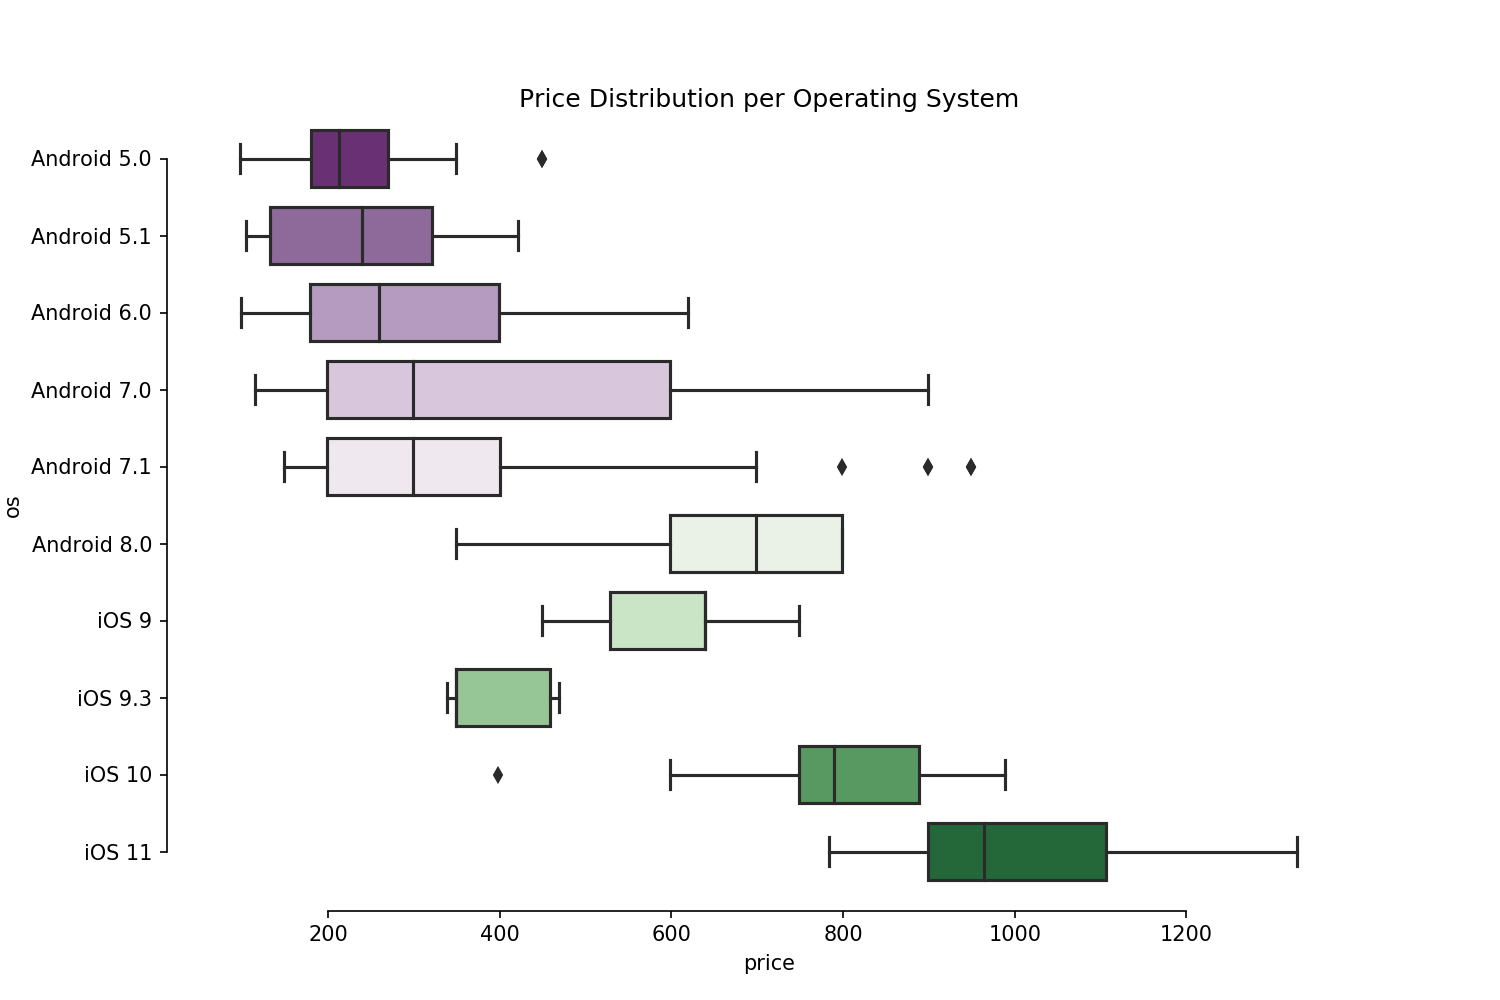 Price Distribution per Operating System
Android 5.0
Android 5.1
Android 6.0
Android 7.0
Android 7.1
os
Android 8.0
iOS 9
iOS 9.3
iOS 10
iOS 11
200 400 600 800 1000 1200
price